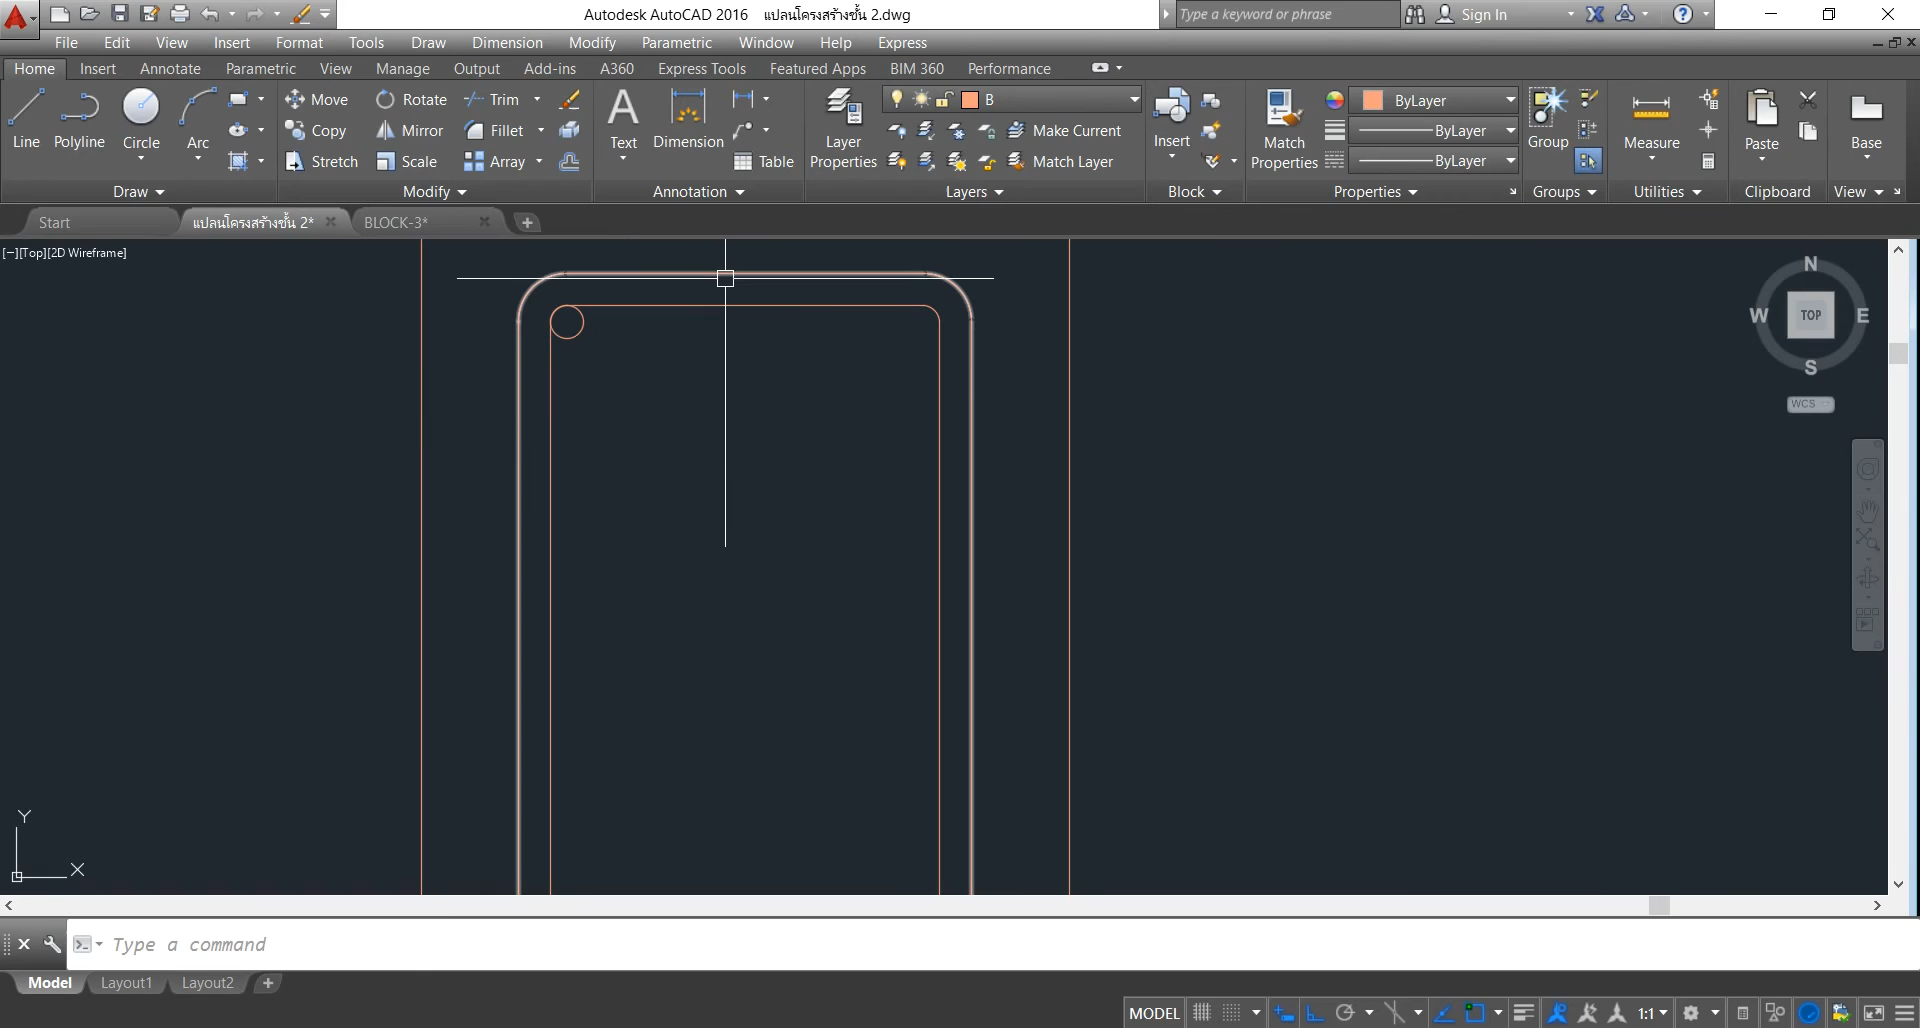 Autodesk AutoCAD 2016 แปลนโครงสร้างชั้น 2.dwg
Type a keyword or phrase
Sign In
File Edit View Insert Format Tools Draw Dimension Modify Parametric Window Help Express
Home Insert Annotate Parametric View Manage Output Add-ins A360 Express Tools Featured Apps BIM 360 Performance
Line Polyline Circle Arc
Move Rotate Trim
Copy Mirror Fillet
Stretch Scale Array
Text Dimension Table
Layer Properties
B
Make Current
Match Layer
Insert
Match Properties
ByLayer
ByLayer
ByLayer
Group
Measure
Paste
Base
Draw Modify Annotation Layers Block Properties Groups Utilities Clipboard View
Start แปลนโครงสร้างชั้น 2* BLOCK-3*
[−][Top][2D Wireframe]
N
W TOP E
S
WCS
Y
X
Type a command
Model Layout1 Layout2
MODEL 1:1